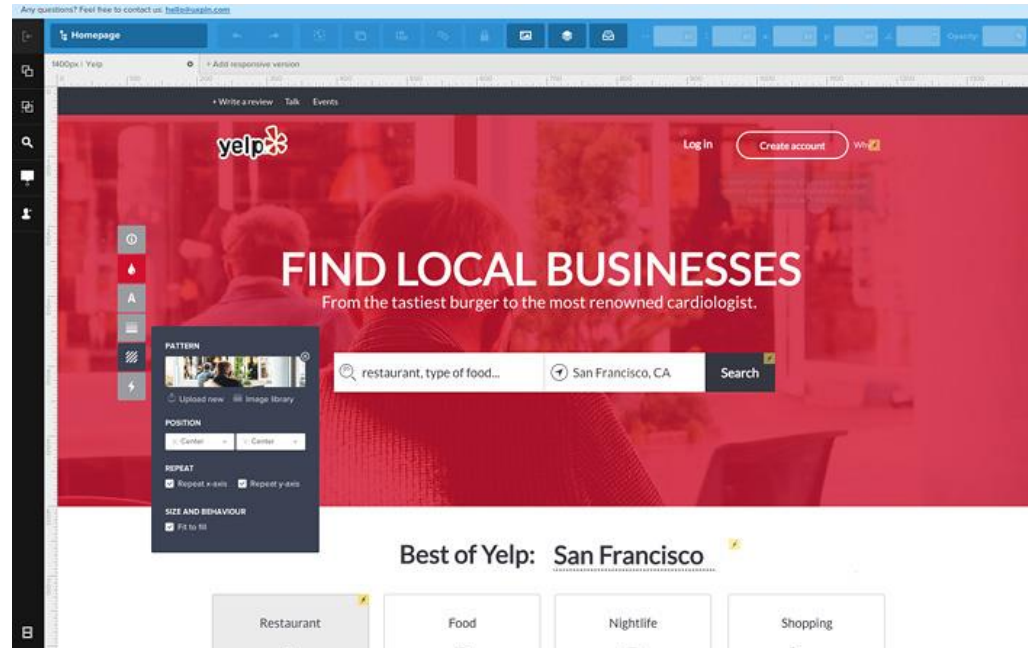 Any questions? Feel free to contact us: hello@uxpin.com
Homepage
Opacity:
1400px | Yelp
+ Add responsive version
+ Write a review Talk Events
yelp
Log in
Create account
Why
FIND LOCAL BUSINESSES
From the tastiest burger to the most renowned cardiologist.
A
PATTERN
restaurant, type of food...
San Francisco, CA
Search
Upload new
Image library
POSITION
Center
Center
REPEAT
Repeat x-axis
Repeat y-axis
SIZE AND BEHAVIOUR
Fit to fill
Best of Yelp: San Francisco
Restaurant
Food
Nightlife
Shopping